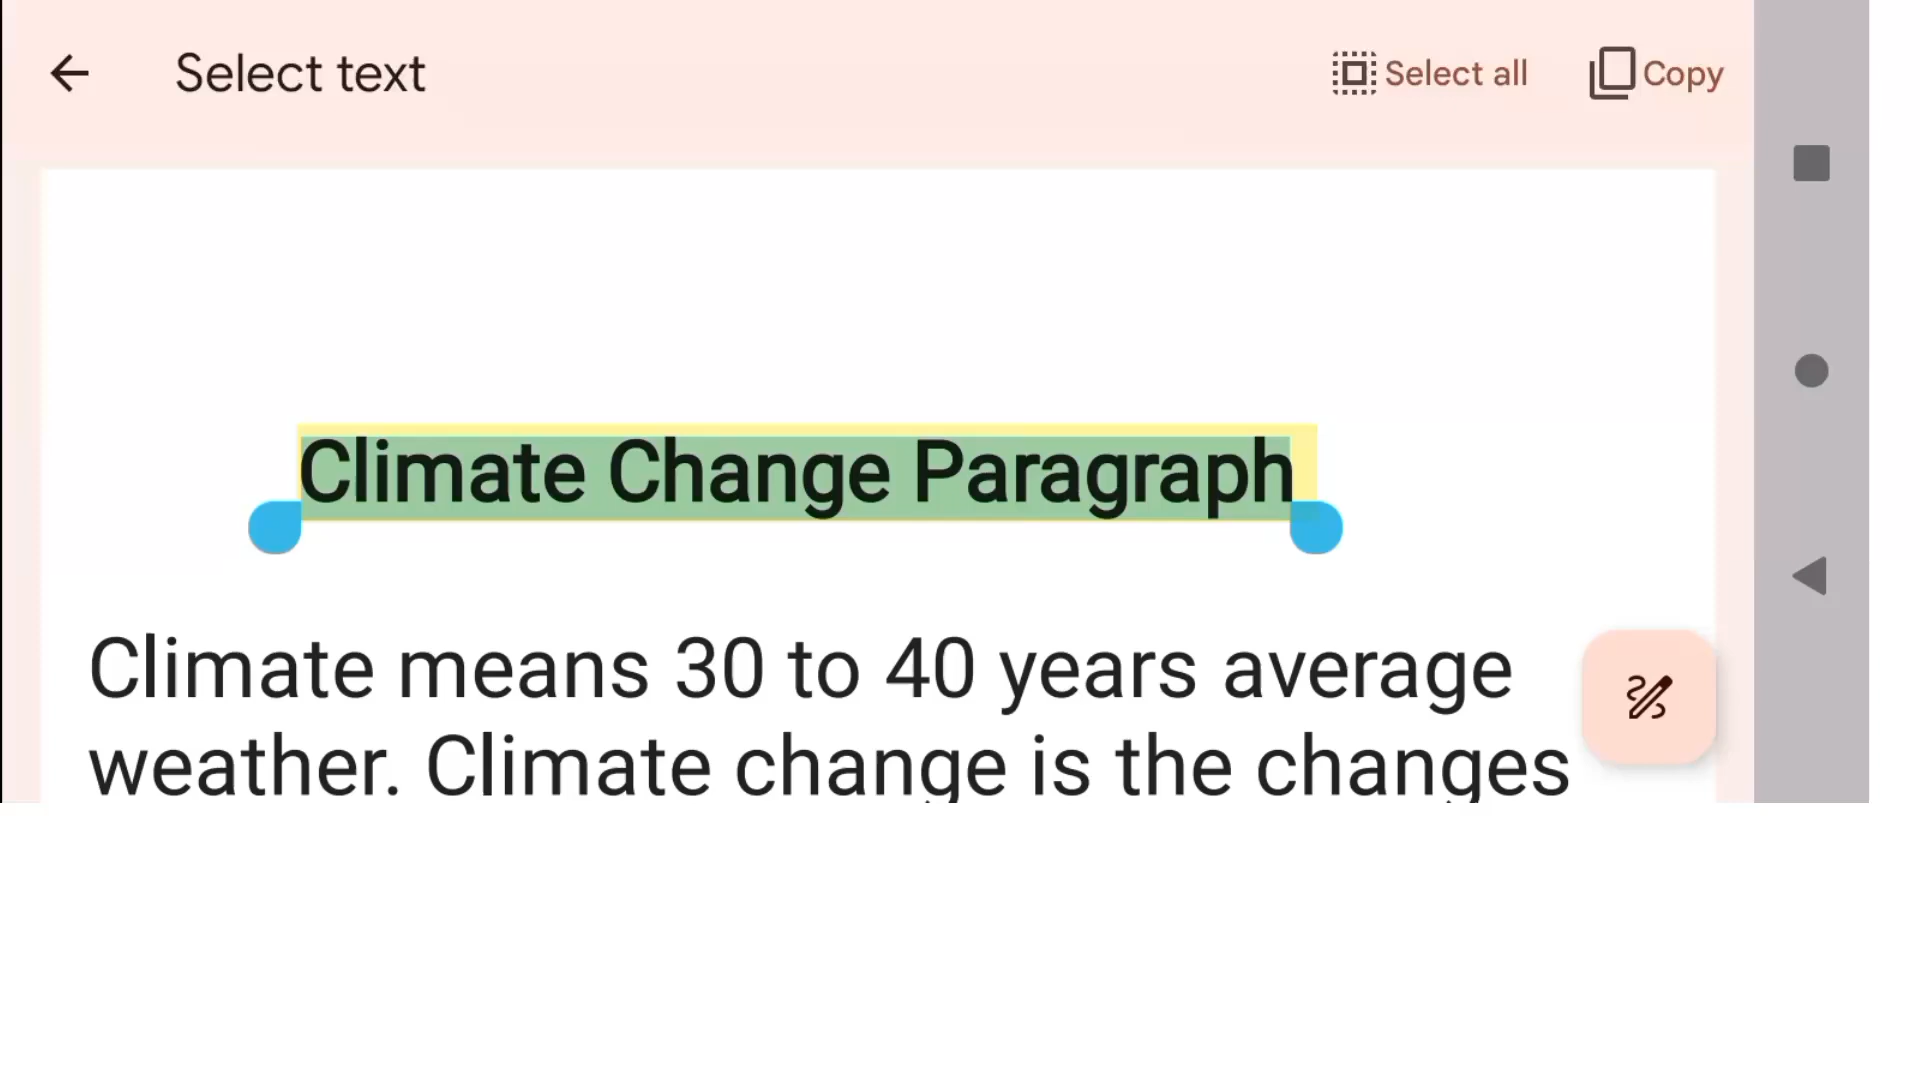 Select text
Select all
Copy
Climate Change Paragraph
Climate means 30 to 40 years average
weather. Climate change is the changes